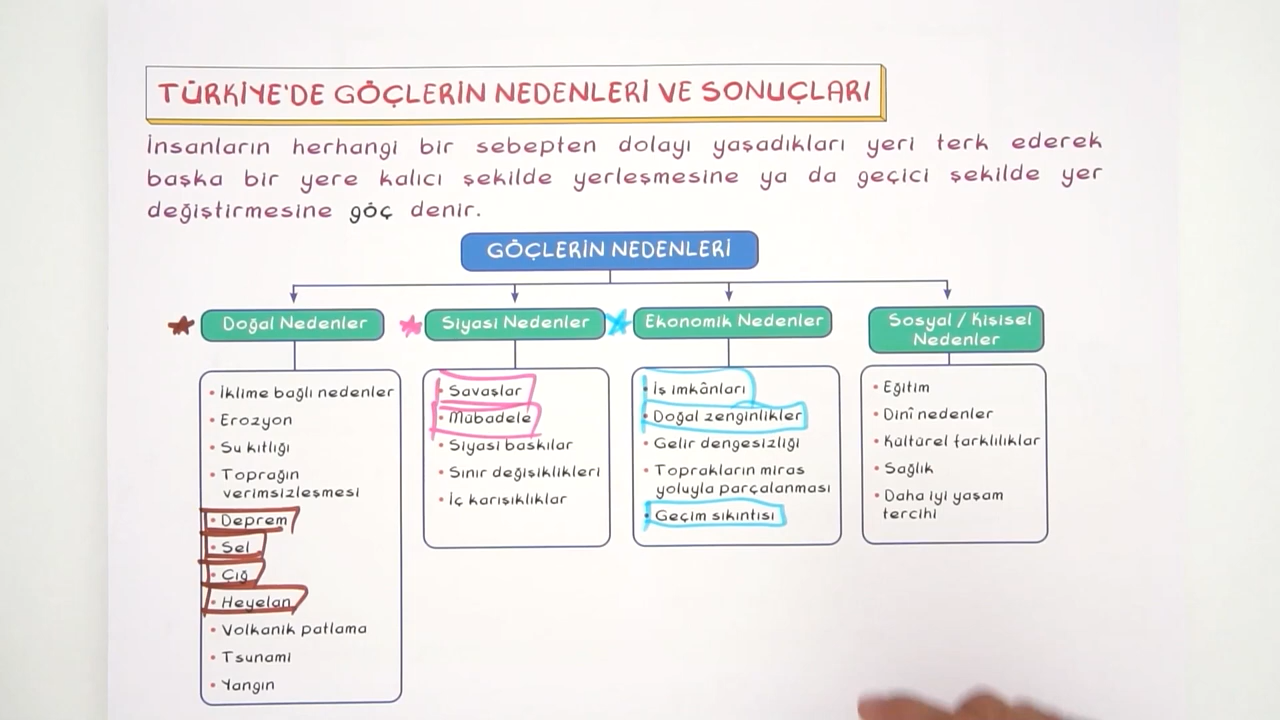 TÜRKİYE'DE GÖÇLERİN NEDENLERİ VE SONUÇLARI
İnsanların herhangi bir sebepten dolayı yaşadıkları yeri terk ederek
başka bir yere kalıcı şekilde yerleşmesine ya da geçici şekilde yer
değiştirmesine göç denir.
GÖÇLERİN NEDENLERİ
Doğal Nedenler
• İklime bağlı nedenler
• Erozyon
• Su kıtlığı
• Toprağın
verimsizleşmesi
• Deprem
• Sel
• Çığ
• Heyelan
• Volkanik patlama
• Tsunami
• Yangın
Siyasi Nedenler
• Savaşlar
• Mübadele
• Siyasi baskılar
• Sınır değişiklikleri
• İç karışıklıklar
Ekonomik Nedenler
• İş imkânları
• Doğal zenginlikler
• Gelir dengesizliği
• Toprakların miras
yoluyla parçalanması
• Geçim sıkıntısı
Sosyal / Kişisel
Nedenler
• Eğitim
• Dinî nedenler
• Kültürel farklılıklar
• Sağlık
• Daha iyi yaşam
tercihi